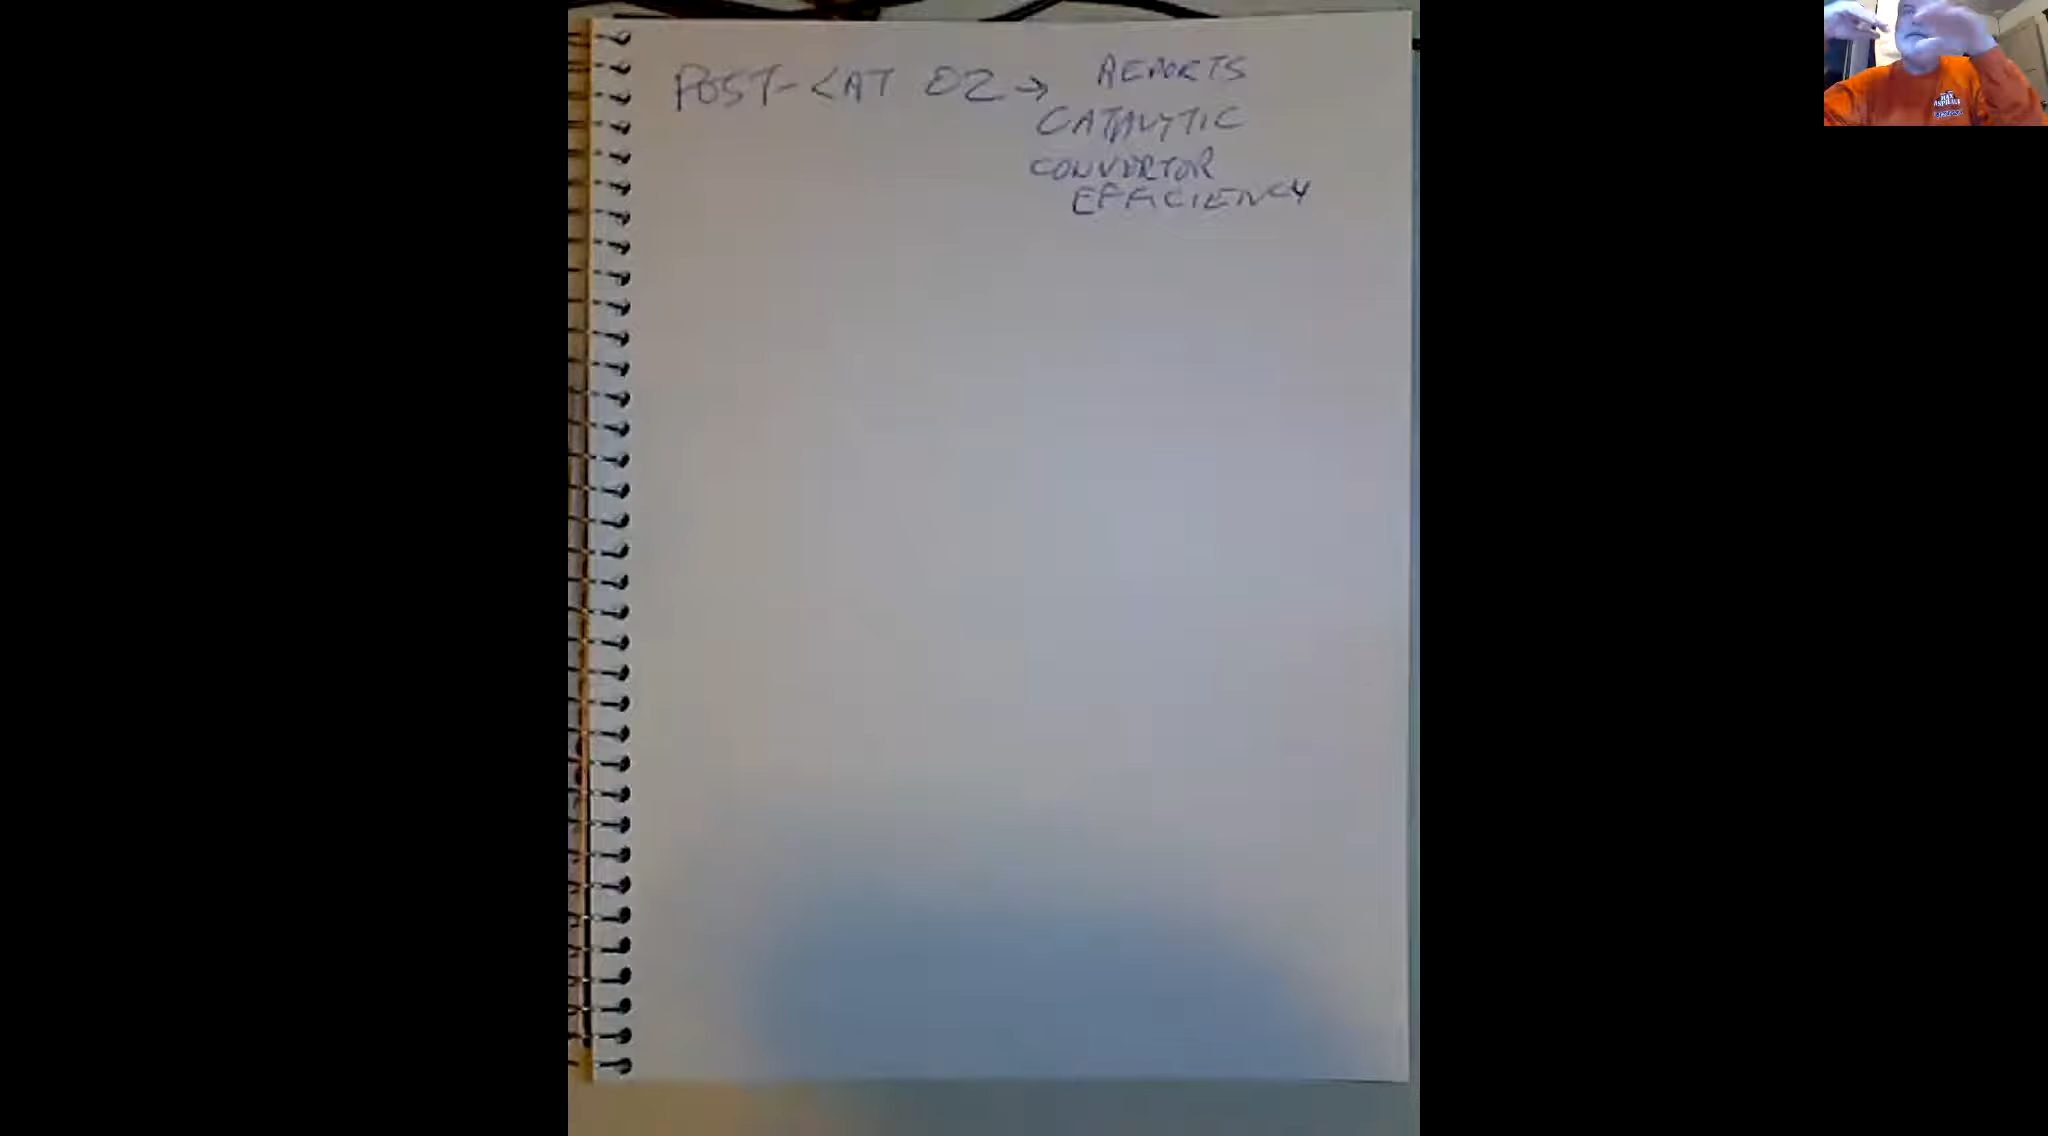 POST-CAT O2 → REPORTS
CATALYTIC
CONVERTOR
EFFICIENCY